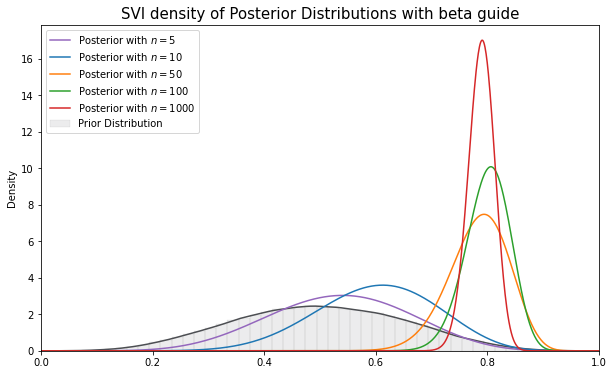 SVI density of Posterior Distributions with beta guide
Posterior with n = 5
Posterior with n = 10
Posterior with n = 50
Posterior with n = 100
Posterior with n = 1000
Prior Distribution
Density
16
14
12
10
8
6
4
2
0
0.0 0.2 0.4 0.6 0.8 1.0